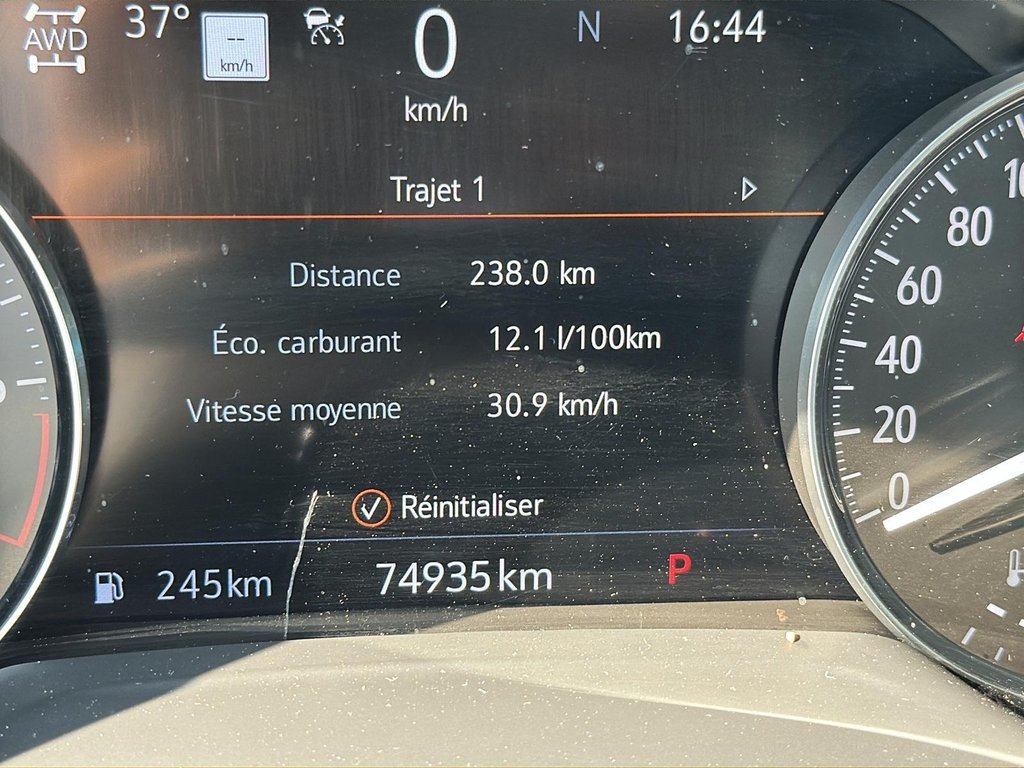 AWD 37° -- km/h 0 km/h N 16:44
Trajet 1
Distance 238.0 km
Éco. carburant 12.1 l/100km
Vitesse moyenne 30.9 km/h
Réinitialiser
245km 74935km P
80
60
40
20
0